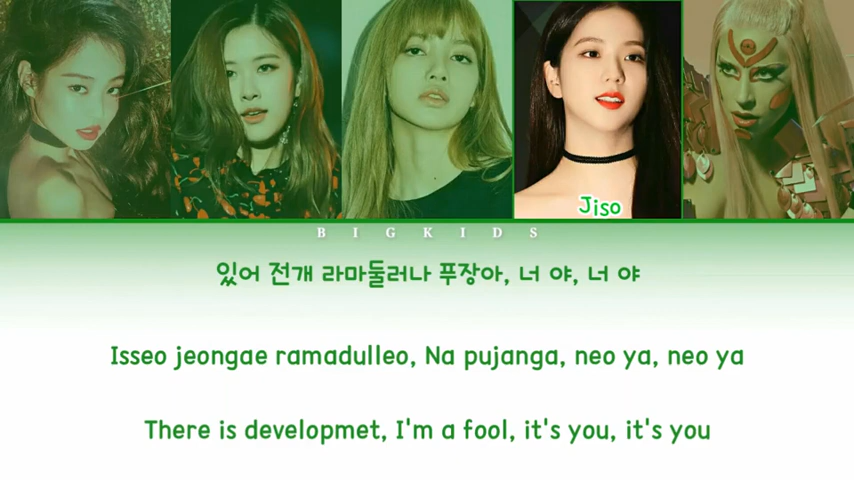 Jiso
BIGKIDS
있어 전개 라마둘러나 푸장아, 너 야, 너 야
Isseo jeongae ramadulleo, Na pujanga, neo ya, neo ya
There is developmet, I'm a fool, it's you, it's you